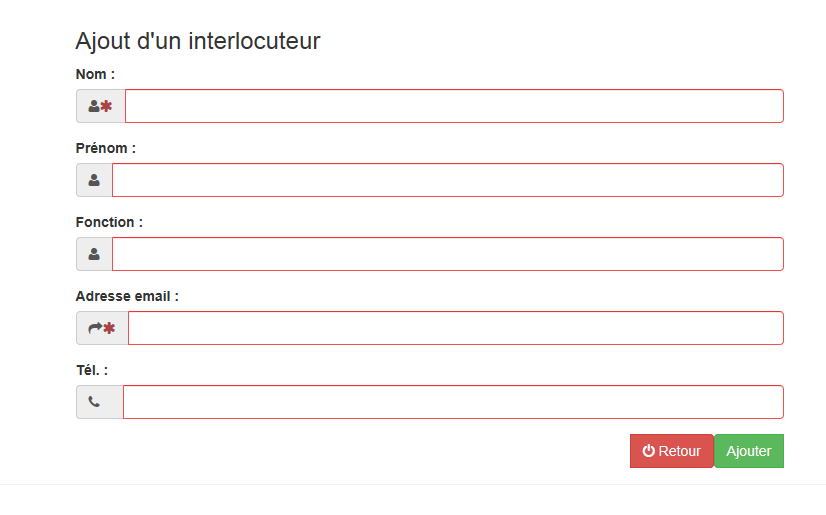 Ajout d'un interlocuteur
Nom :
Prénom :
Fonction :
Adresse email :
Tél. :
Retour Ajouter